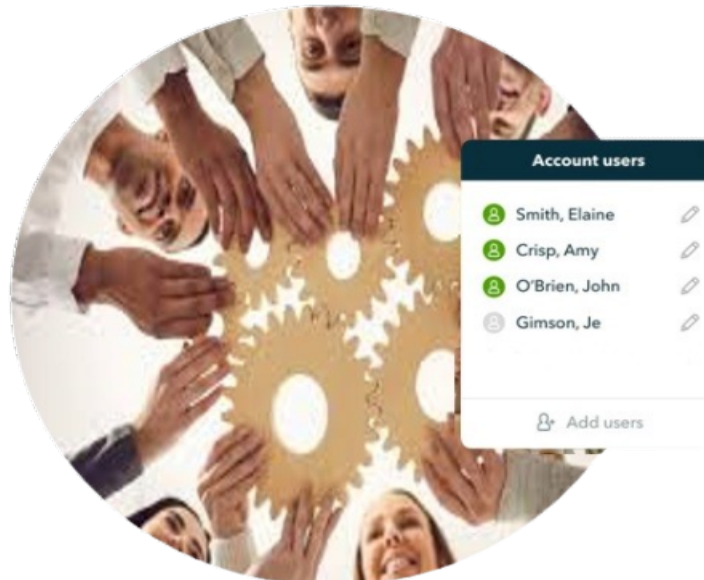 Account users
Smith, Elaine
Crisp, Amy
O'Brien, John
Gimson, Je
Add users